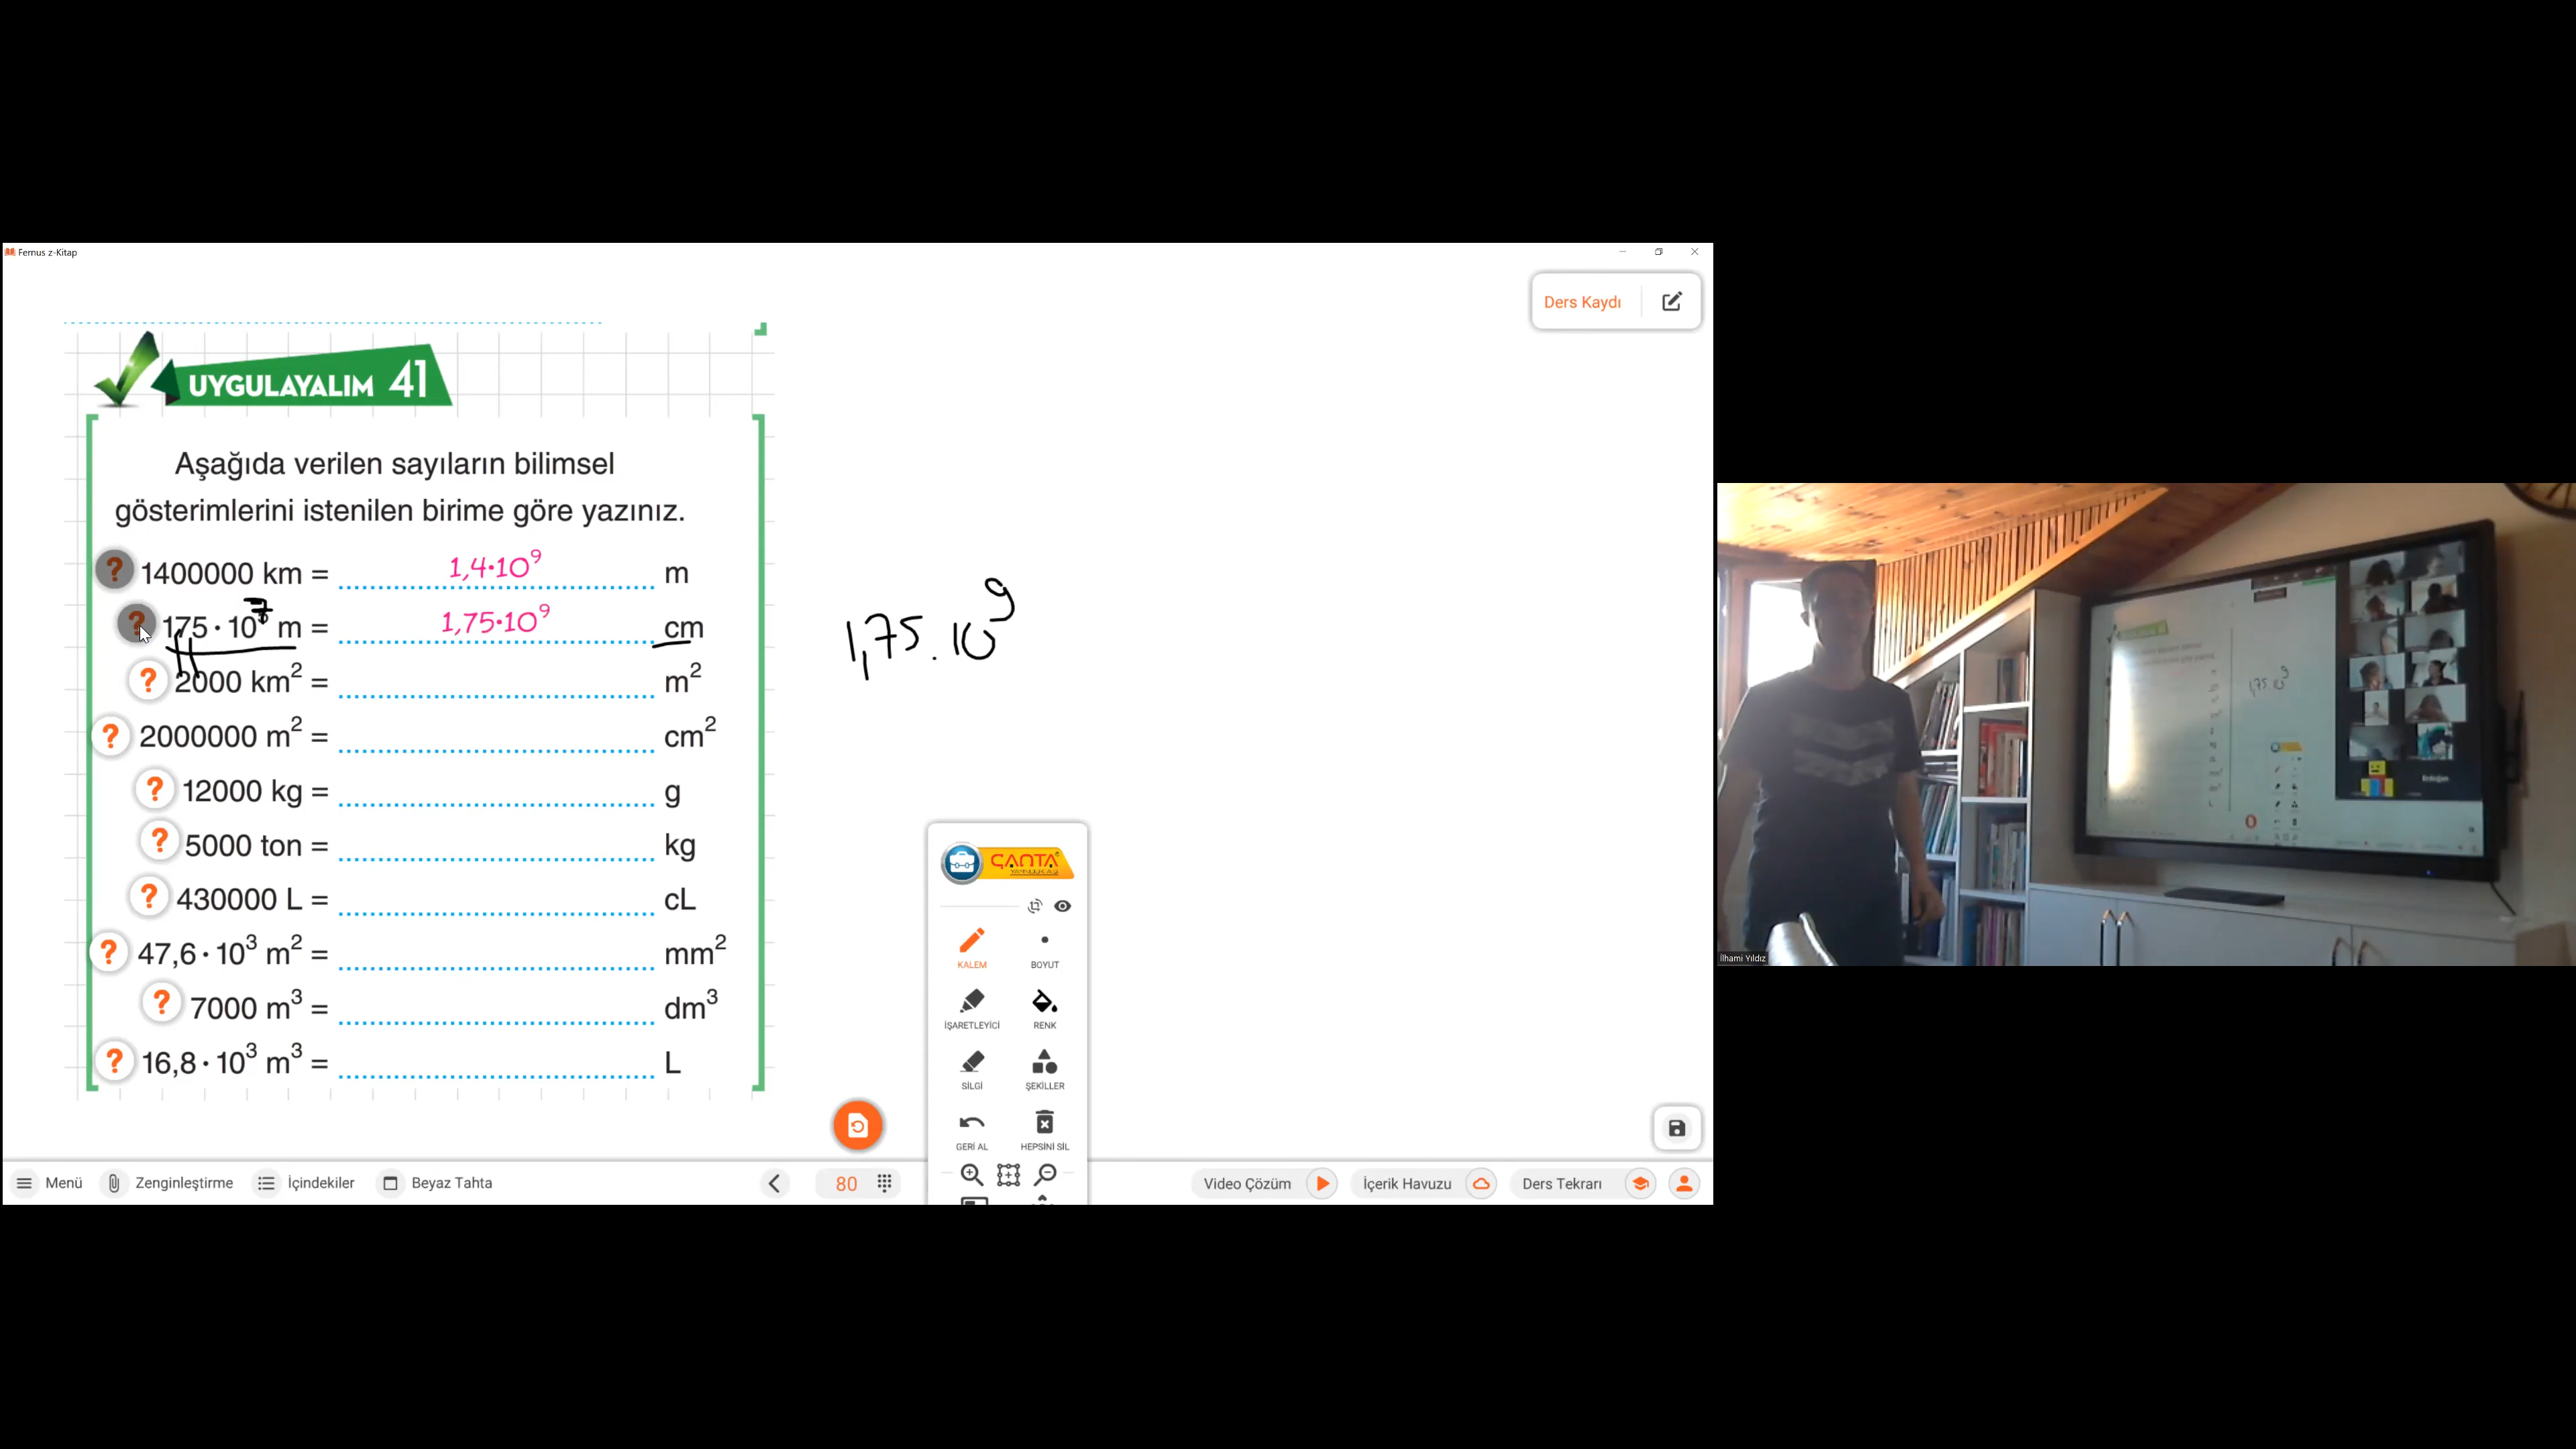 Fernus z-Kitap
Ders Kaydı
UYGULAYALIM 41
Aşağıda verilen sayıların bilimsel
gösterimlerini istenilen birime göre yazınız.
? 1400000 km = 1,4·10⁹ m
? 175·10⁷ m = 1,75·10⁹ cm
? 2000 km² = m²
? 2000000 m² = cm²
? 12000 kg = g
? 5000 ton = kg
? 430000 L = cL
? 47,6·10³ m² = mm²
? 7000 m³ = dm³
? 16,8·10³ m³ = L
1,75.10⁹
ÇANTA
KALEM BOYUT
İŞARETLEYİCİ RENK
SİLGİ ŞEKİLLER
GERİ AL HEPSİNİ SİL
Menü Zenginleştirme İçindekiler Beyaz Tahta 80 Video Çözüm İçerik Havuzu Ders Tekrarı
1,75.10⁹
Erdoğan
İlhami Yıldız